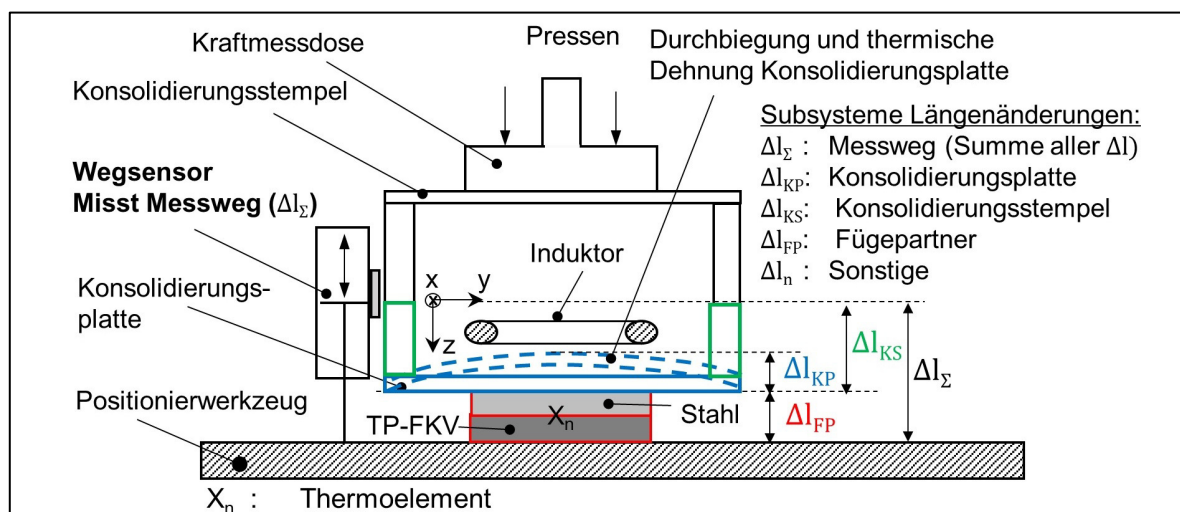 Kraftmessdose
Pressen
Durchbiegung und thermische
Dehnung Konsolidierungsplatte
Konsolidierungsstempel
Subsysteme Längenänderungen:
Δl_Σ : Messweg (Summe aller Δl)
Δl_KP: Konsolidierungsplatte
Δl_KS: Konsolidierungsstempel
Δl_FP: Fügepartner
Δl_n : Sonstige
Wegsensor
Misst Messweg (Δl_Σ)
Induktor
x
y
z
Konsolidierungs-
platte
Δl_KS
Δl_Σ
Δl_KP
Positionierwerkzeug
Stahl
X_n
TP-FKV
Δl_FP
X_n : Thermoelement